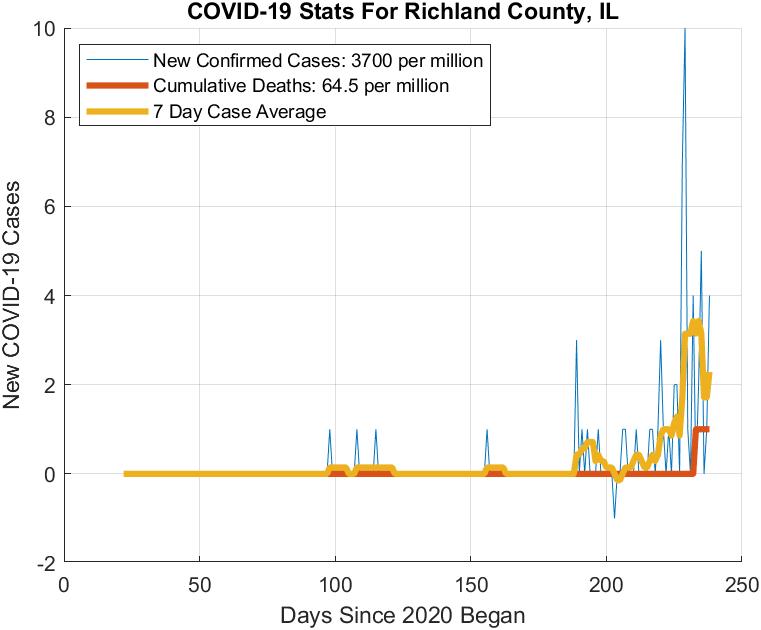 COVID-19 Stats For Richland County, IL
New Confirmed Cases: 3700 per million
Cumulative Deaths: 64.5 per million
7 Day Case Average
New COVID-19 Cases
10
8
6
4
2
0
-2
0 50 100 150 200 250
Days Since 2020 Began